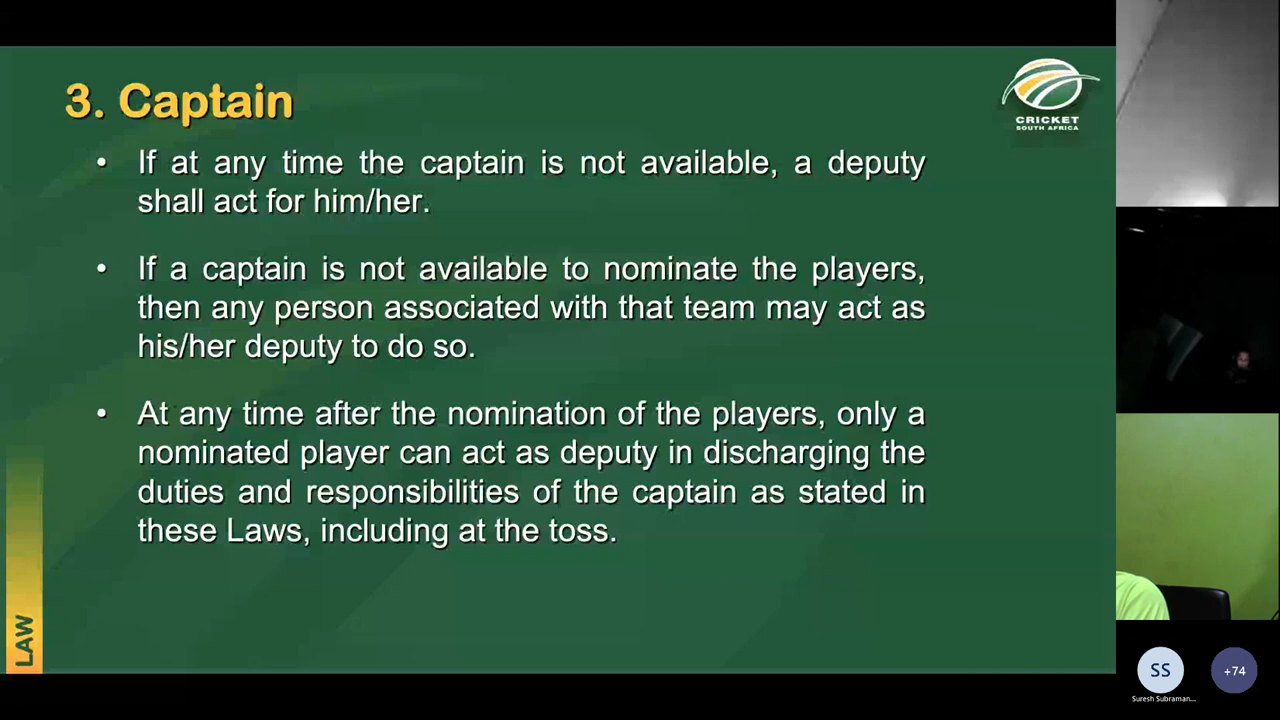 3. Captain
CRICKET
SOUTH AFRICA
• If at any time the captain is not available, a deputy
shall act for him/her.
• If a captain is not available to nominate the players,
then any person associated with that team may act as
his/her deputy to do so.
• At any time after the nomination of the players, only a
nominated player can act as deputy in discharging the
duties and responsibilities of the captain as stated in
these Laws, including at the toss.
LAW
SS
+74
Suresh Subraman...